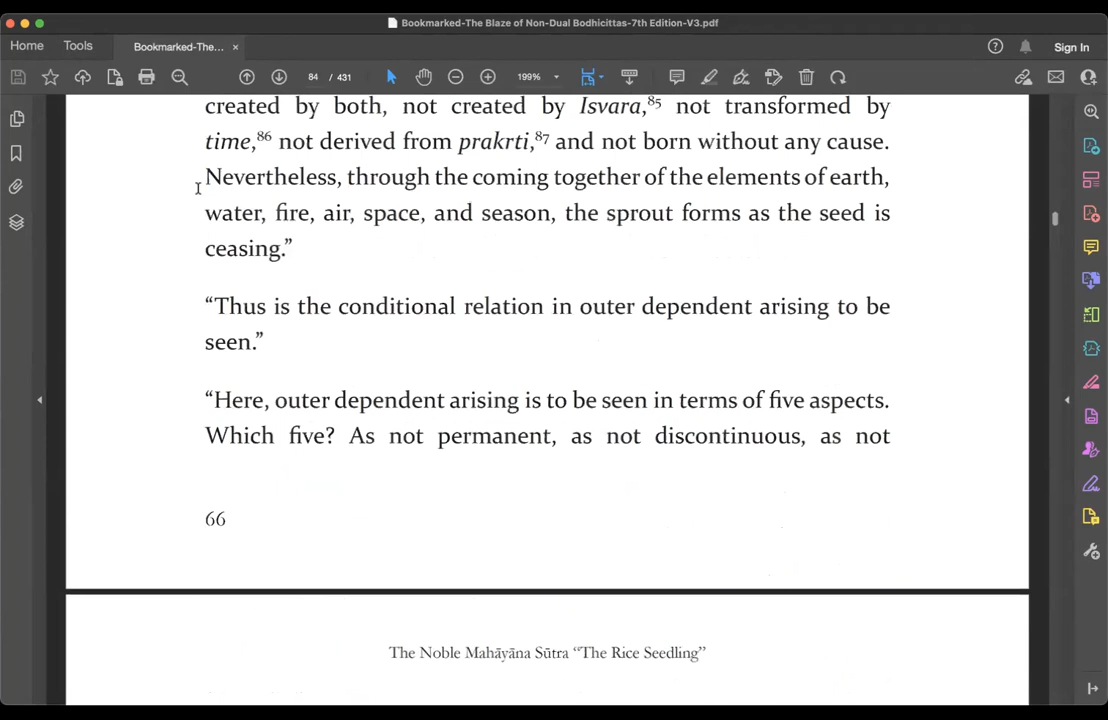 Bookmarked-The Blaze of Non-Dual Bodhicittas-7th Edition-V3.pdf
Home Tools Bookmarked-The... × Sign In
84 / 431 199%
created by both, not created by Isvara,⁸⁵ not transformed by
time,⁸⁶ not derived from prakrti,⁸⁷ and not born without any cause.
Nevertheless, through the coming together of the elements of earth,
water, fire, air, space, and season, the sprout forms as the seed is
ceasing.”
“Thus is the conditional relation in outer dependent arising to be
seen.”
“Here, outer dependent arising is to be seen in terms of five aspects.
Which five? As not permanent, as not discontinuous, as not
66
The Noble Mahāyāna Sūtra “The Rice Seedling”